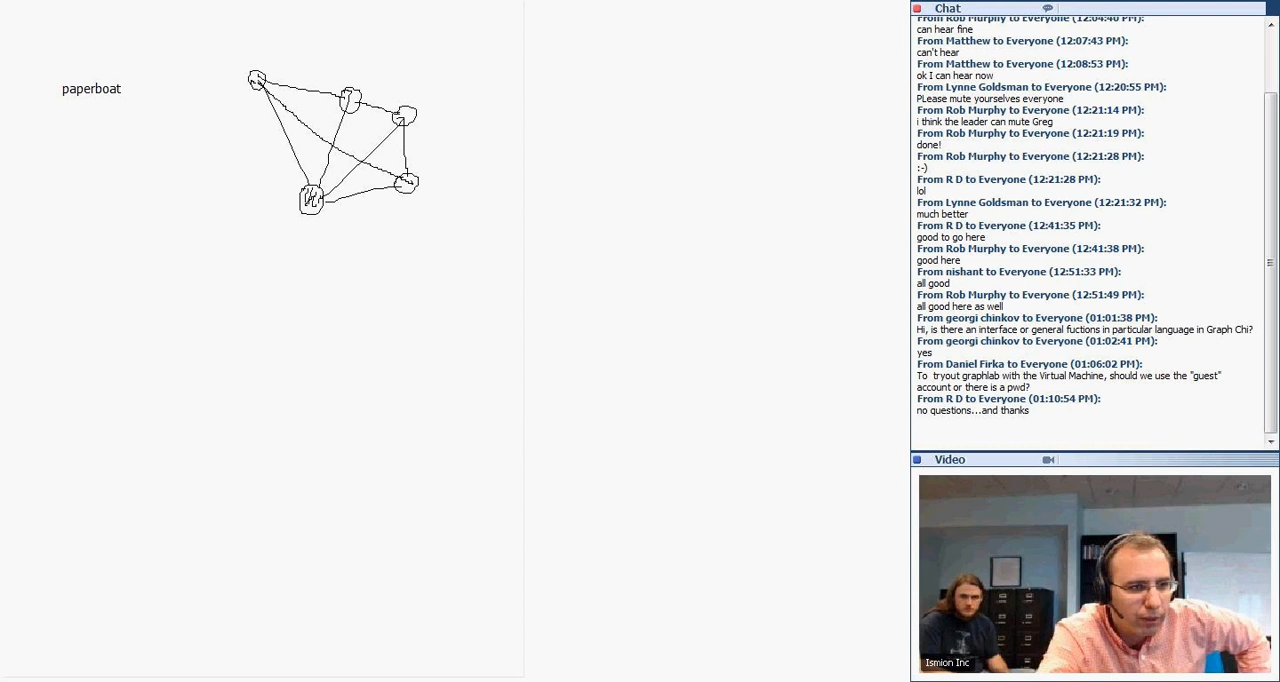 paperboat
Chat
From Rob Murphy to Everyone (12:04:40 PM):
can hear fine
From Matthew to Everyone (12:07:43 PM):
can't hear
From Matthew to Everyone (12:08:53 PM):
ok I can hear now
From Lynne Goldsman to Everyone (12:20:55 PM):
PLease mute yourselves everyone
From Rob Murphy to Everyone (12:21:14 PM):
i think the leader can mute Greg
From Rob Murphy to Everyone (12:21:19 PM):
done!
From Rob Murphy to Everyone (12:21:28 PM):
:-)
From R D to Everyone (12:21:28 PM):
lol
From Lynne Goldsman to Everyone (12:21:32 PM):
much better
From R D to Everyone (12:41:35 PM):
good to go here
From Rob Murphy to Everyone (12:41:38 PM):
good here
From nishant to Everyone (12:51:33 PM):
all good
From Rob Murphy to Everyone (12:51:49 PM):
all good here as well
From georgi chinkov to Everyone (01:01:38 PM):
Hi, is there an interface or general fuctions in particular language in Graph Chi?
From georgi chinkov to Everyone (01:02:41 PM):
yes
From Daniel Firka to Everyone (01:06:02 PM):
To tryout graphlab with the Virtual Machine, should we use the "guest"
account or there is a pwd?
From R D to Everyone (01:10:54 PM):
no questions...and thanks
Video
Ismion Inc